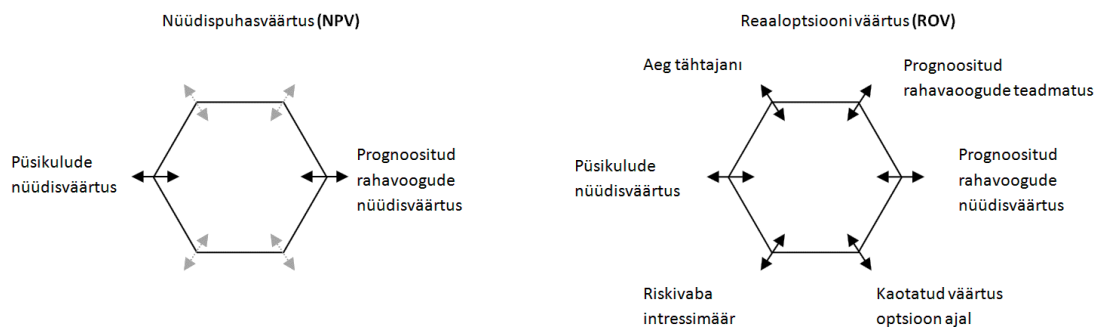 Nüüdispuhasväärtus (NPV)
Püsikulude
nüüdisväärtus
Prognoositud
rahavoogude
nüüdisväärtus
Reaaloptsiooni väärtus (ROV)
Aeg tähtajani
Prognoositud
rahavaoogude teadmatus
Püsikulude
nüüdisväärtus
Prognoositud
rahavoogude
nüüdisväärtus
Riskivaba
intressimäär
Kaotatud väärtus
optsioon ajal